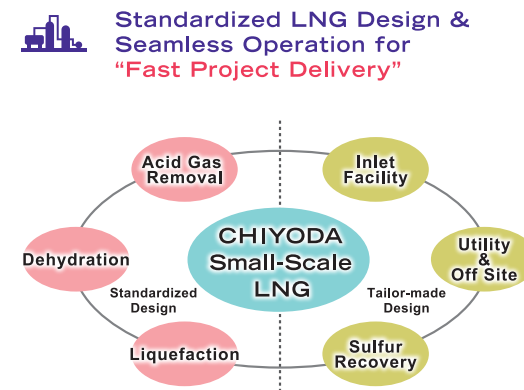 Standardized LNG Design &
Seamless Operation for
“Fast Project Delivery”
Acid Gas
Removal
Inlet
Facility
CHIYODA
Small-Scale
LNG
Dehydration
Utility
&
Off Site
Standardized
Design
Tailor-made
Design
Liquefaction
Sulfur
Recovery